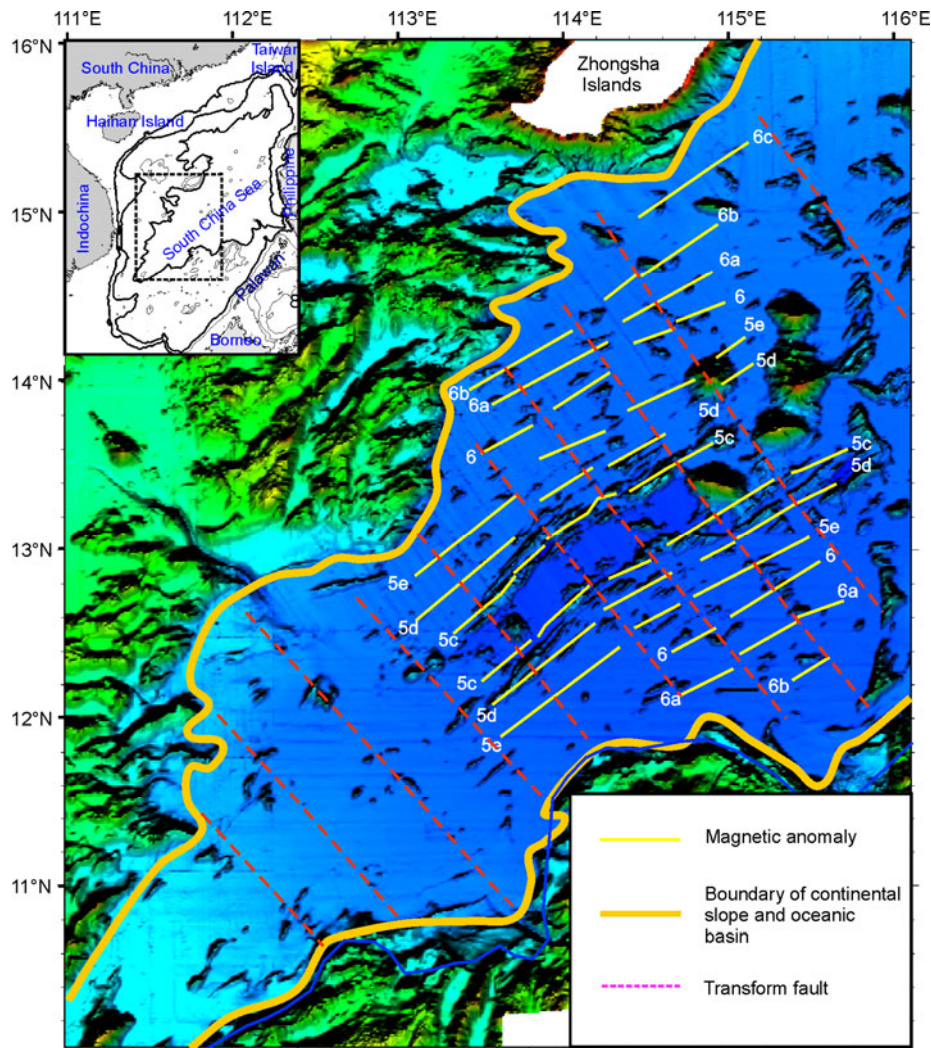 111°E 112°E 113°E 114°E 115°E 116°E
16°N
15°N
14°N
13°N
12°N
11°N
South China
Taiwan
Island
Hainan Island
Indochina
South China Sea
Philippine
Palawan
Borneo
Zhongsha
Islands
6c
6b
6a
6
5e
5d
6b
6a
5d
5c
6
5c
5d
5e
5e
6
6a
5d
5c
6
5c
6a
6b
5d
5e
Magnetic anomaly
Boundary of continental
slope and oceanic
basin
Transform fault